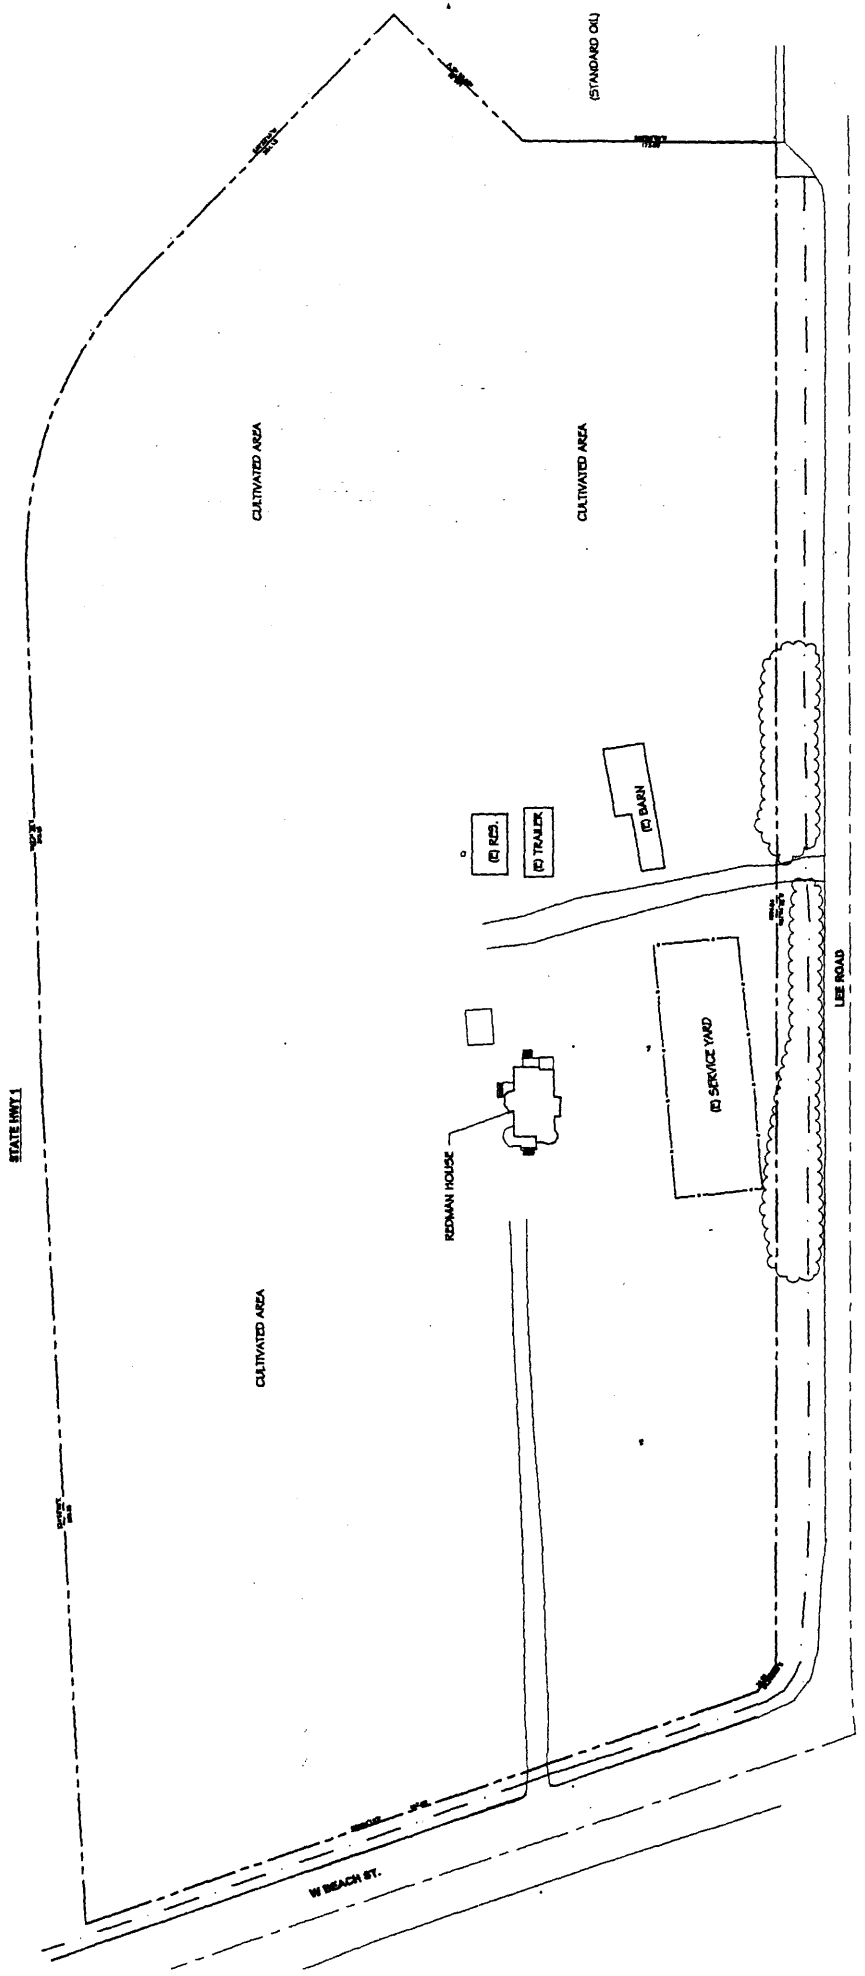 (STANDARD OIL)
CULTIVATED AREA
CULTIVATED AREA
(E) RES.
(E) TRAILER
(E) BARN
LEE ROAD
(E) SERVICE YARD
STATE HWY 1
REDMAN HOUSE
CULTIVATED AREA
W BEACH ST.